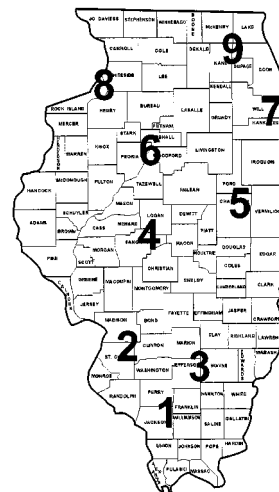 JO DAVIESS STEPHENSON WINNEBAGO BOONE MCHENRY LAKE
9
CARROLL OGLE DEKALB KANE DUPAGE COOK
8
WHITESIDE LEE KENDALL WILL
7
ROCK ISLAND HENRY BUREAU LASALLE GRUNDY KANKAKEE
MERCER
STARK PUTNAM MARSHALL
6
WARREN KNOX PEORIA WOODFORD LIVINGSTON IROQUOIS
HANCOCK MCDONOUGH FULTON TAZEWELL MCLEAN FORD
5
MASON LOGAN DEWITT CHAMPAIGN VERMILION
ADAMS SCHUYLER BROWN CASS MENARD
4
PIATT
MORGAN SANGAMON MACON DOUGLAS EDGAR
PIKE SCOTT CHRISTIAN MOULTRIE COLES
GREENE MACOUPIN MONTGOMERY SHELBY CUMBERLAND CLARK
CALHOUN JERSEY
FAYETTE EFFINGHAM JASPER CRAWFORD
MADISON BOND
2
CLINTON MARION CLAY RICHLAND LAWRENCE
ST. CLAIR
3
WABASH
MONROE WASHINGTON JEFFERSON WAYNE EDWARDS
RANDOLPH PERRY
1
FRANKLIN HAMILTON WHITE
JACKSON WILLIAMSON SALINE GALLATIN
UNION JOHNSON POPE HARDIN
PULASKI MASSAC